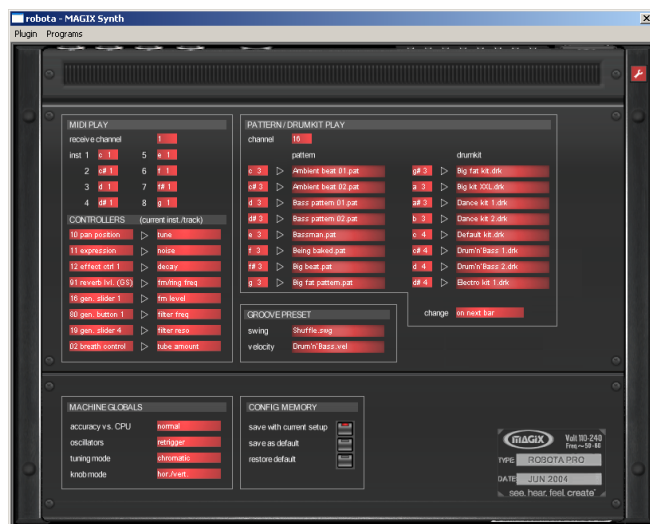 robota - MAGIX Synth
Plugin Programs
MIDI PLAY
receive channel 1
inst 1 c 1 5 e 1
2 c# 1 6 f 1
3 d 1 7 f# 1
4 d# 1 8 g 1
CONTROLLERS (current inst./track)
10 pan position tune
11 expression noise
12 effect ctrl 1 decay
91 reverb lvl. (GS) fm/ring freq
16 gen. slider 1 fm level
80 gen. button 1 filter freq
19 gen. slider 4 filter reso
02 breath control tube amount
PATTERN / DRUMKIT PLAY
channel 16
pattern drumkit
c 3 Ambient beat 01.pat g# 3 Big fat kit.drk
c# 3 Ambient beat 02.pat a 3 Big kit XXL.drk
d 3 Bass pattern 01.pat a# 3 Dance kit 1.drk
d# 3 Bass pattern 02.pat b 3 Dance kit 2.drk
e 3 Bassman.pat c 4 Default kit.drk
f 3 Being baked.pat c# 4 Drum'n'Bass 1.drk
f# 3 Big beat.pat d 4 Drum'n'Bass 2.drk
g 3 Big fat pattern.pat d# 4 Electro kit 1.drk
change on next bar
GROOVE PRESET
swing Shuffle.swg
velocity Drum'n'Bass.vel
MACHINE GLOBALS
accuracy vs. CPU normal
oscillators retrigger
tuning mode chromatic
knob mode hor./vert.
CONFIG MEMORY
save with current setup
save as default
restore default
MAGIX Volt 110-240
Freq~50-60
TYPE ROBOTA PRO
DATE JUN 2004
see. hear. feel. create